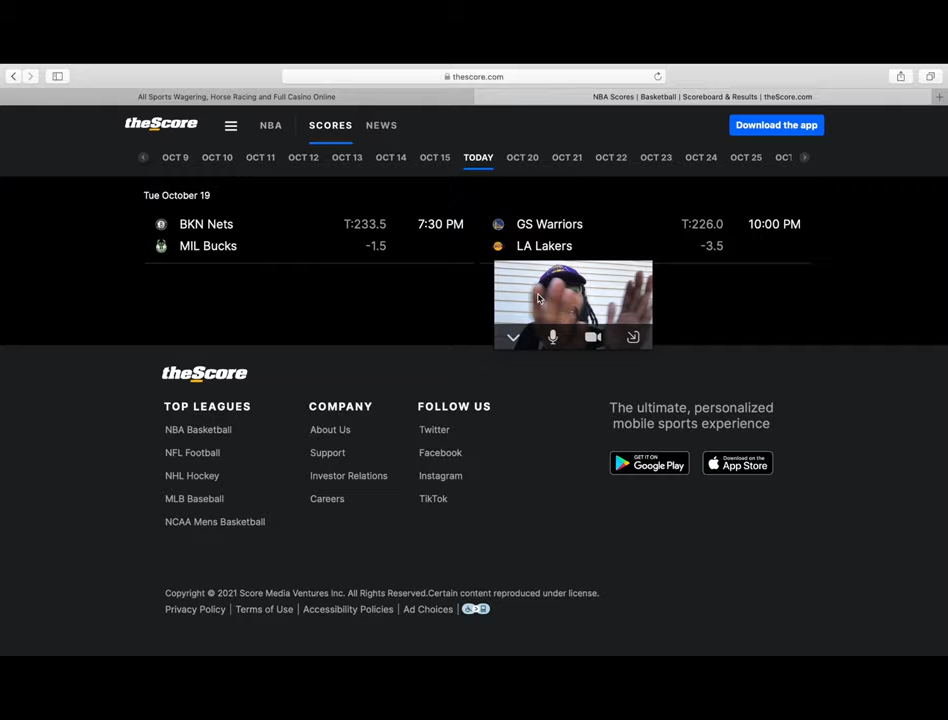 thescore.com
All Sports Wagering, Horse Racing and Full Casino Online
NBA Scores | Basketball | Scoreboard & Results | theScore.com
theScore
NBA
SCORES
NEWS
Download the app
OCT 9 OCT 10 OCT 11 OCT 12 OCT 13 OCT 14 OCT 15 TODAY OCT 20 OCT 21 OCT 22 OCT 23 OCT 24 OCT 25 OCT
Tue October 19
BKN Nets T:233.5 7:30 PM
MIL Bucks -1.5
GS Warriors T:226.0 10:00 PM
LA Lakers -3.5
theScore
TOP LEAGUES
NBA Basketball
NFL Football
NHL Hockey
MLB Baseball
NCAA Mens Basketball
COMPANY
About Us
Support
Investor Relations
Careers
FOLLOW US
Twitter
Facebook
Instagram
TikTok
The ultimate, personalized
mobile sports experience
GET IT ON
Google Play
Download on the
App Store
Copyright © 2021 Score Media Ventures Inc. All Rights Reserved.Certain content reproduced under license.
Privacy Policy | Terms of Use | Accessibility Policies | Ad Choices |